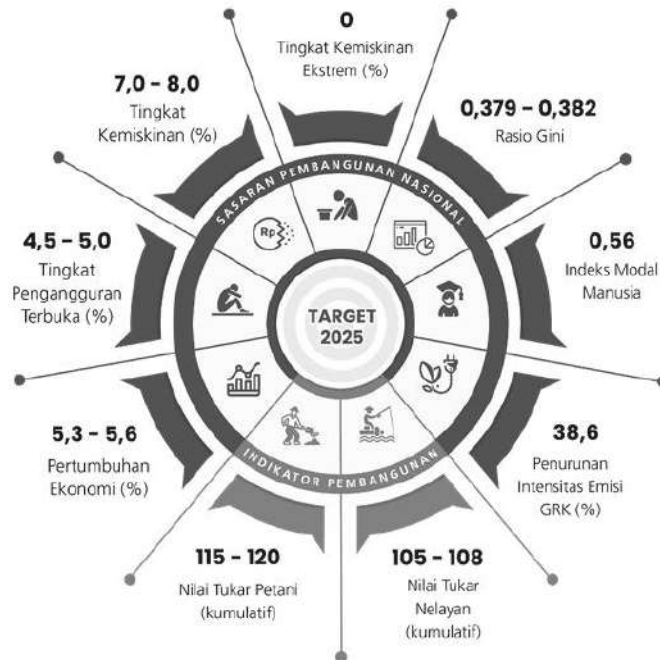 0
Tingkat Kemiskinan
Ekstrem (%)
0,379 – 0,382
Rasio Gini
0,56
Indeks Modal
Manusia
38,6
Penurunan
Intensitas Emisi
GRK (%)
105 – 108
Nilai Tukar
Nelayan
(kumulatif)
115 – 120
Nilai Tukar Petani
(kumulatif)
5,3 – 5,6
Pertumbuhan
Ekonomi (%)
4,5 – 5,0
Tingkat
Pengangguran
Terbuka (%)
7,0 – 8,0
Tingkat
Kemiskinan (%)
SASARAN PEMBANGUNAN NASIONAL
Rp
TARGET
2025
INDIKATOR PEMBANGUNAN